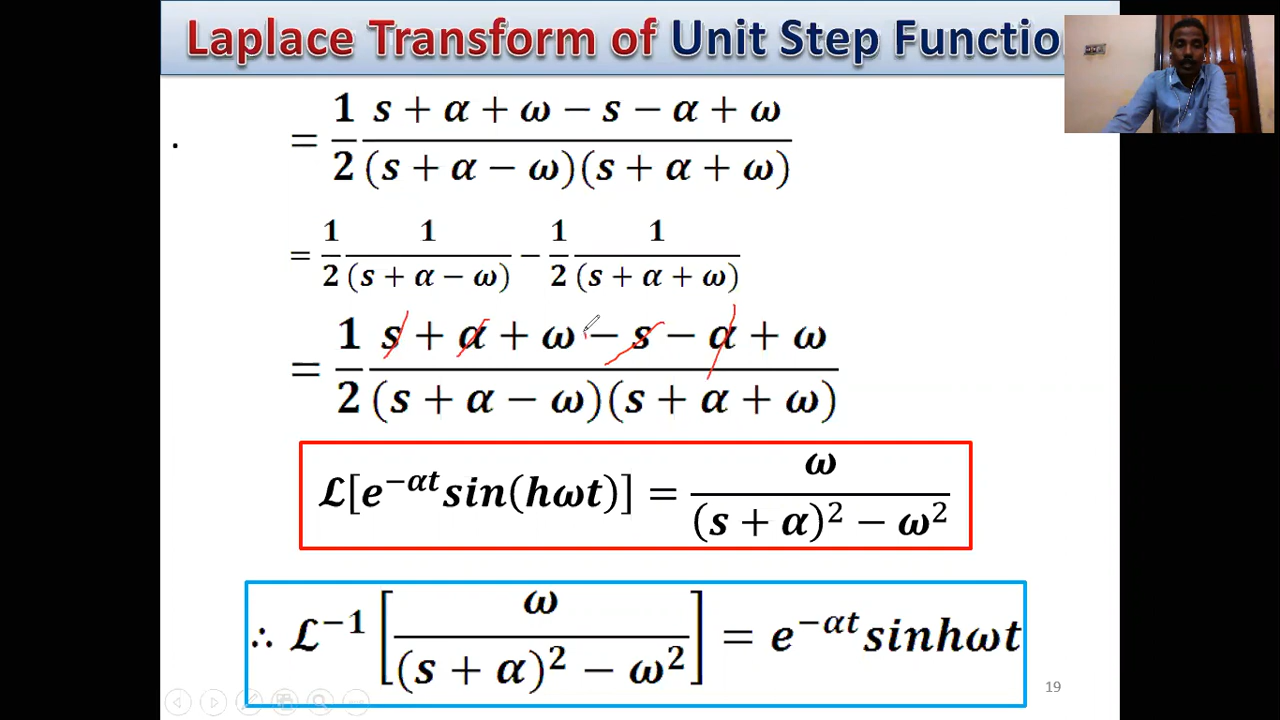 Laplace Transform of Unit Step Functio
. = 1/2 (s + α + ω − s − α + ω)/((s + α − ω)(s + α + ω))
= 1/2 1/((s + α − ω)) − 1/2 1/((s + α + ω))
= 1/2 (s + α + ω − s − α + ω)/((s + α − ω)(s + α + ω))
ℒ[e^{−αt}sin(hωt)] = ω/((s + α)² − ω²)
∴ ℒ^{−1}[ω/((s + α)² − ω²)] = e^{−αt}sinhωt
19